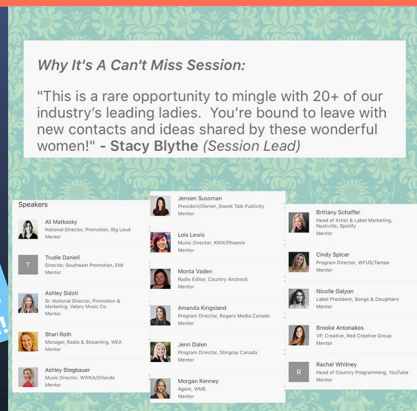 Why It's A Can't Miss Session:
"This is a rare opportunity to mingle with 20+ of our
industry's leading ladies. You're bound to leave with
new contacts and ideas shared by these wonderful
women!" - Stacy Blythe (Session Lead)
Speakers
Ali Matkosky
National Director, Promotion, Big Loud
Mentor
T
Trudie Daniell
Director, Southeast Promotion, EMI
Mentor
Ashley Sidoti
Sr. National Director, Promotion &
Marketing, Valory Music Co.
Mentor
Shari Roth
Manager, Radio & Streaming, WEA
Mentor
Ashley Stegbauer
Music Director, WWKA/Orlando
Mentor
Jensen Sussman
President/Owner, Sweet Talk Publicity
Mentor
Lois Lewis
Music Director, KNIX/Phoenix
Mentor
Monta Vaden
Radio Editor, Country Aircheck
Mentor
Amanda Kingsland
Program Director, Rogers Media Canada
Mentor
Jenn Dalen
Program Director, Stingray Canada
Mentor
Morgan Kenney
Agent, WME
Mentor
Brittany Schaffer
Head of Artist & Label Marketing,
Nashville, Spotify
Mentor
Cindy Spicer
Program Director, WFUS/Tampa
Mentor
Nicolle Galyon
Label President, Songs & Daughters
Mentor
Brooke Antonakos
VP, Creative, Red Creative Group
Mentor
R
Rachel Whitney
Head of Country Programming, YouTube
Mentor